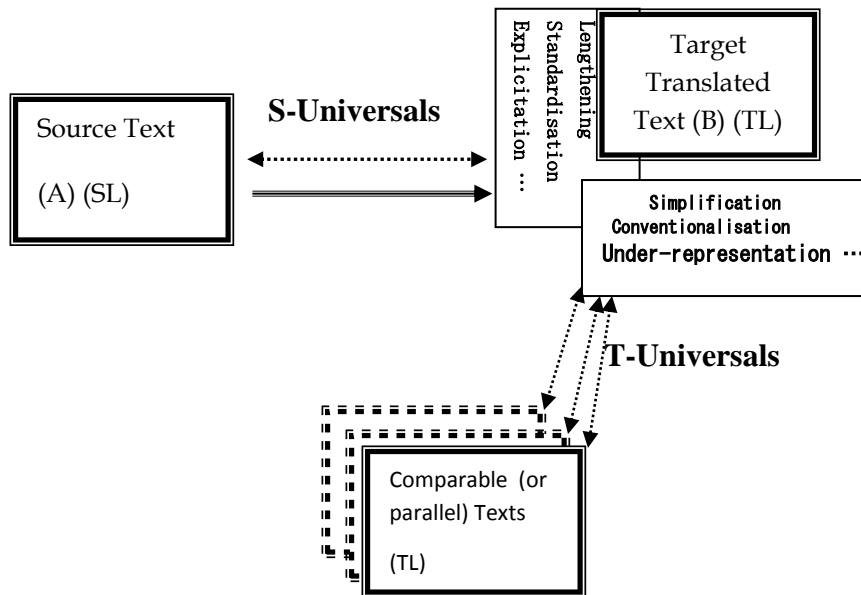 Source Text
(A) (SL)
S-Universals
Lengthening
Standardisation
Explicitation ...
Target
Translated
Text (B) (TL)
Simplification
Conventionalisation
Under-representation ...
T-Universals
Comparable (or
parallel) Texts
(TL)